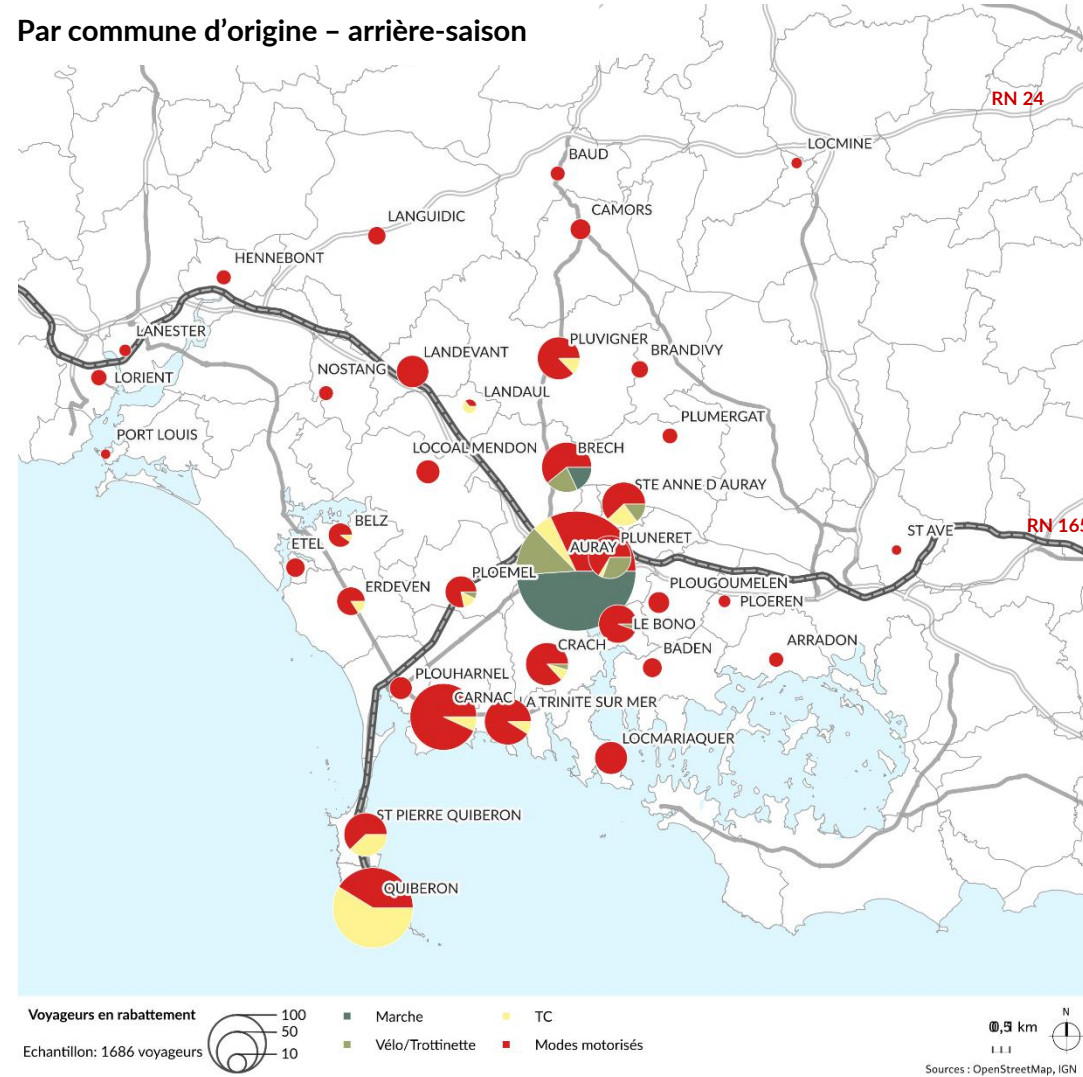 Par commune d’origine – arrière-saison
RN 24
LOCMINE
BAUD
CAMORS
LANGUIDIC
HENNEBONT
LANESTER
LORIENT
NOSTANG
LANDEVANT
PLUVIGNER
BRANDIVY
LANDAUL
PLUMERGAT
PORT LOUIS
LOCOAL MENDON
BRECH
STE ANNE D AURAY
BELZ
ST AVE
RN 165
ETEL
AURAY
PLUNERET
PLOEMEL
ERDEVEN
PLOUGOUMELEN
PLOEREN
LE BONO
CRACH
BADEN
ARRADON
PLOUHARNEL
CARNAC
LA TRINITE SUR MER
LOCMARIAQUER
ST PIERRE QUIBERON
QUIBERON
Voyageurs en rabattement
Echantillon: 1686 voyageurs
100
50
10
Marche
Vélo/Trottinette
TC
Modes motorisés
km
N
Sources : OpenStreetMap, IGN